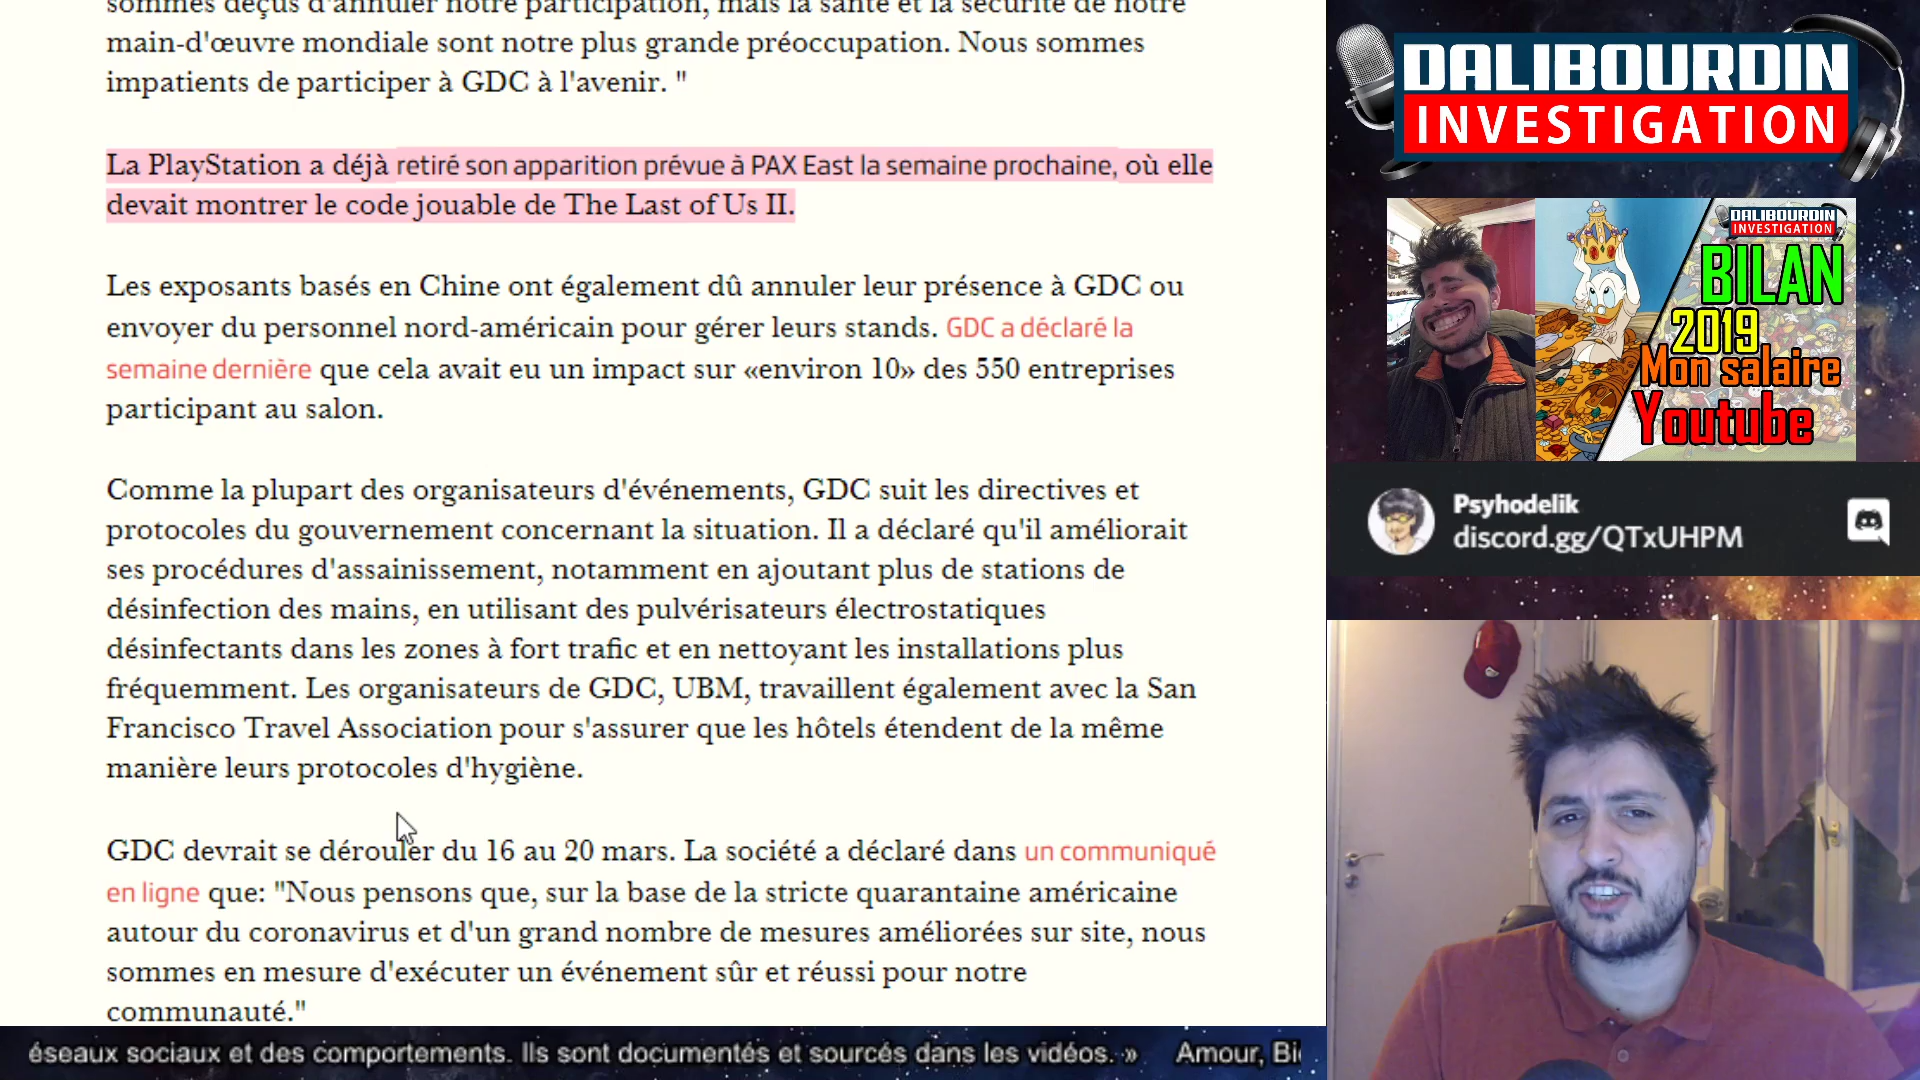 sommes déçus d'annuler notre participation, mais la santé et la sécurité de notre
main-d'œuvre mondiale sont notre plus grande préoccupation. Nous sommes
impatients de participer à GDC à l'avenir. "
La PlayStation a déjà retiré son apparition prévue à PAX East la semaine prochaine, où elle
devait montrer le code jouable de The Last of Us II.
Les exposants basés en Chine ont également dû annuler leur présence à GDC ou
envoyer du personnel nord-américain pour gérer leurs stands. GDC a déclaré la
semaine dernière que cela avait eu un impact sur «environ 10» des 550 entreprises
participant au salon.
Comme la plupart des organisateurs d'événements, GDC suit les directives et
protocoles du gouvernement concernant la situation. Il a déclaré qu'il améliorait
ses procédures d'assainissement, notamment en ajoutant plus de stations de
désinfection des mains, en utilisant des pulvérisateurs électrostatiques
désinfectants dans les zones à fort trafic et en nettoyant les installations plus
fréquemment. Les organisateurs de GDC, UBM, travaillent également avec la San
Francisco Travel Association pour s'assurer que les hôtels étendent de la même
manière leurs protocoles d'hygiène.
GDC devrait se dérouler du 16 au 20 mars. La société a déclaré dans un communiqué
en ligne que: "Nous pensons que, sur la base de la stricte quarantaine américaine
autour du coronavirus et d'un grand nombre de mesures améliorées sur site, nous
sommes en mesure d'exécuter un événement sûr et réussi pour notre
communauté."
éseaux sociaux et des comportements. Ils sont documentés et sourcés dans les vidéos. » Amour, Bi
DALIBOURDIN
INVESTIGATION
DALIBOURDIN
INVESTIGATION
BILAN
2019
Mon salaire
Youtube
Psyhodelik
discord.gg/QTxUHPM